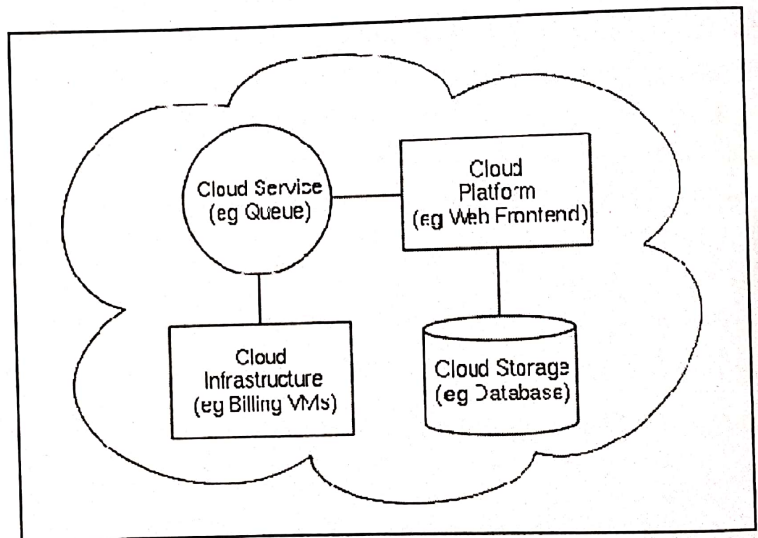 Cloud Service
(eg Queue)
Cloud
Platform
(eg Web Frontend)
Cloud
Infrastructure
(eg Billing VMs)
Cloud Storage
(eg Database)